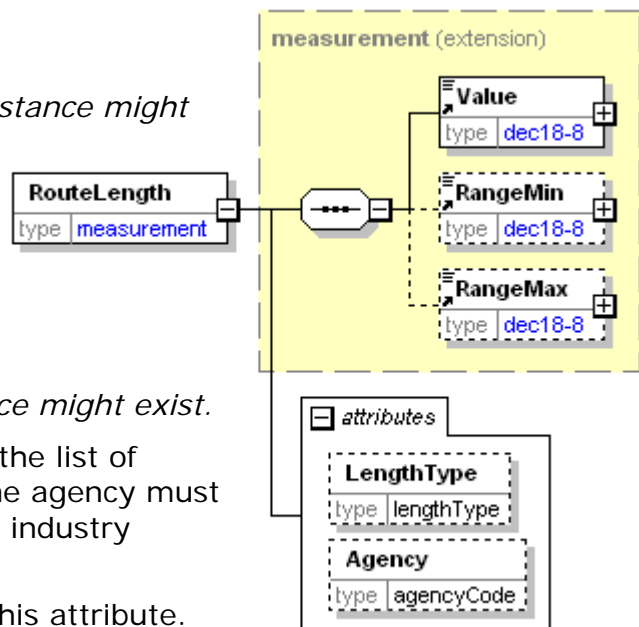 measurement (extension)
Value
type dec18-8
stance might
RouteLength
type measurement
RangeMin
type dec18-8
RangeMax
type dec18-8
ce might exist.
the list of
ne agency must
industry
his attribute.
attributes
LengthType
type lengthType
Agency
type agencyCode